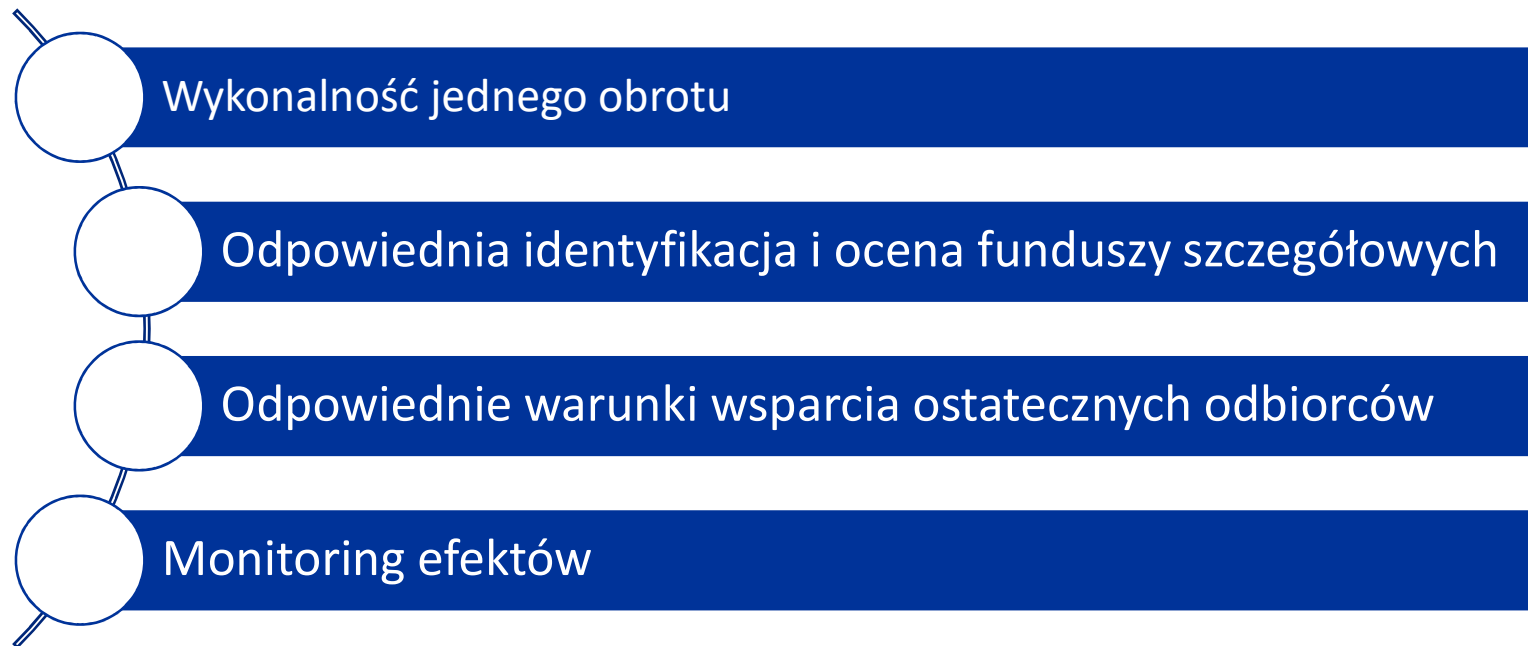 Wykonalność jednego obrotu
Odpowiednia identyfikacja i ocena funduszy szczegółowych
Odpowiednie warunki wsparcia ostatecznych odbiorców
Monitoring efektów